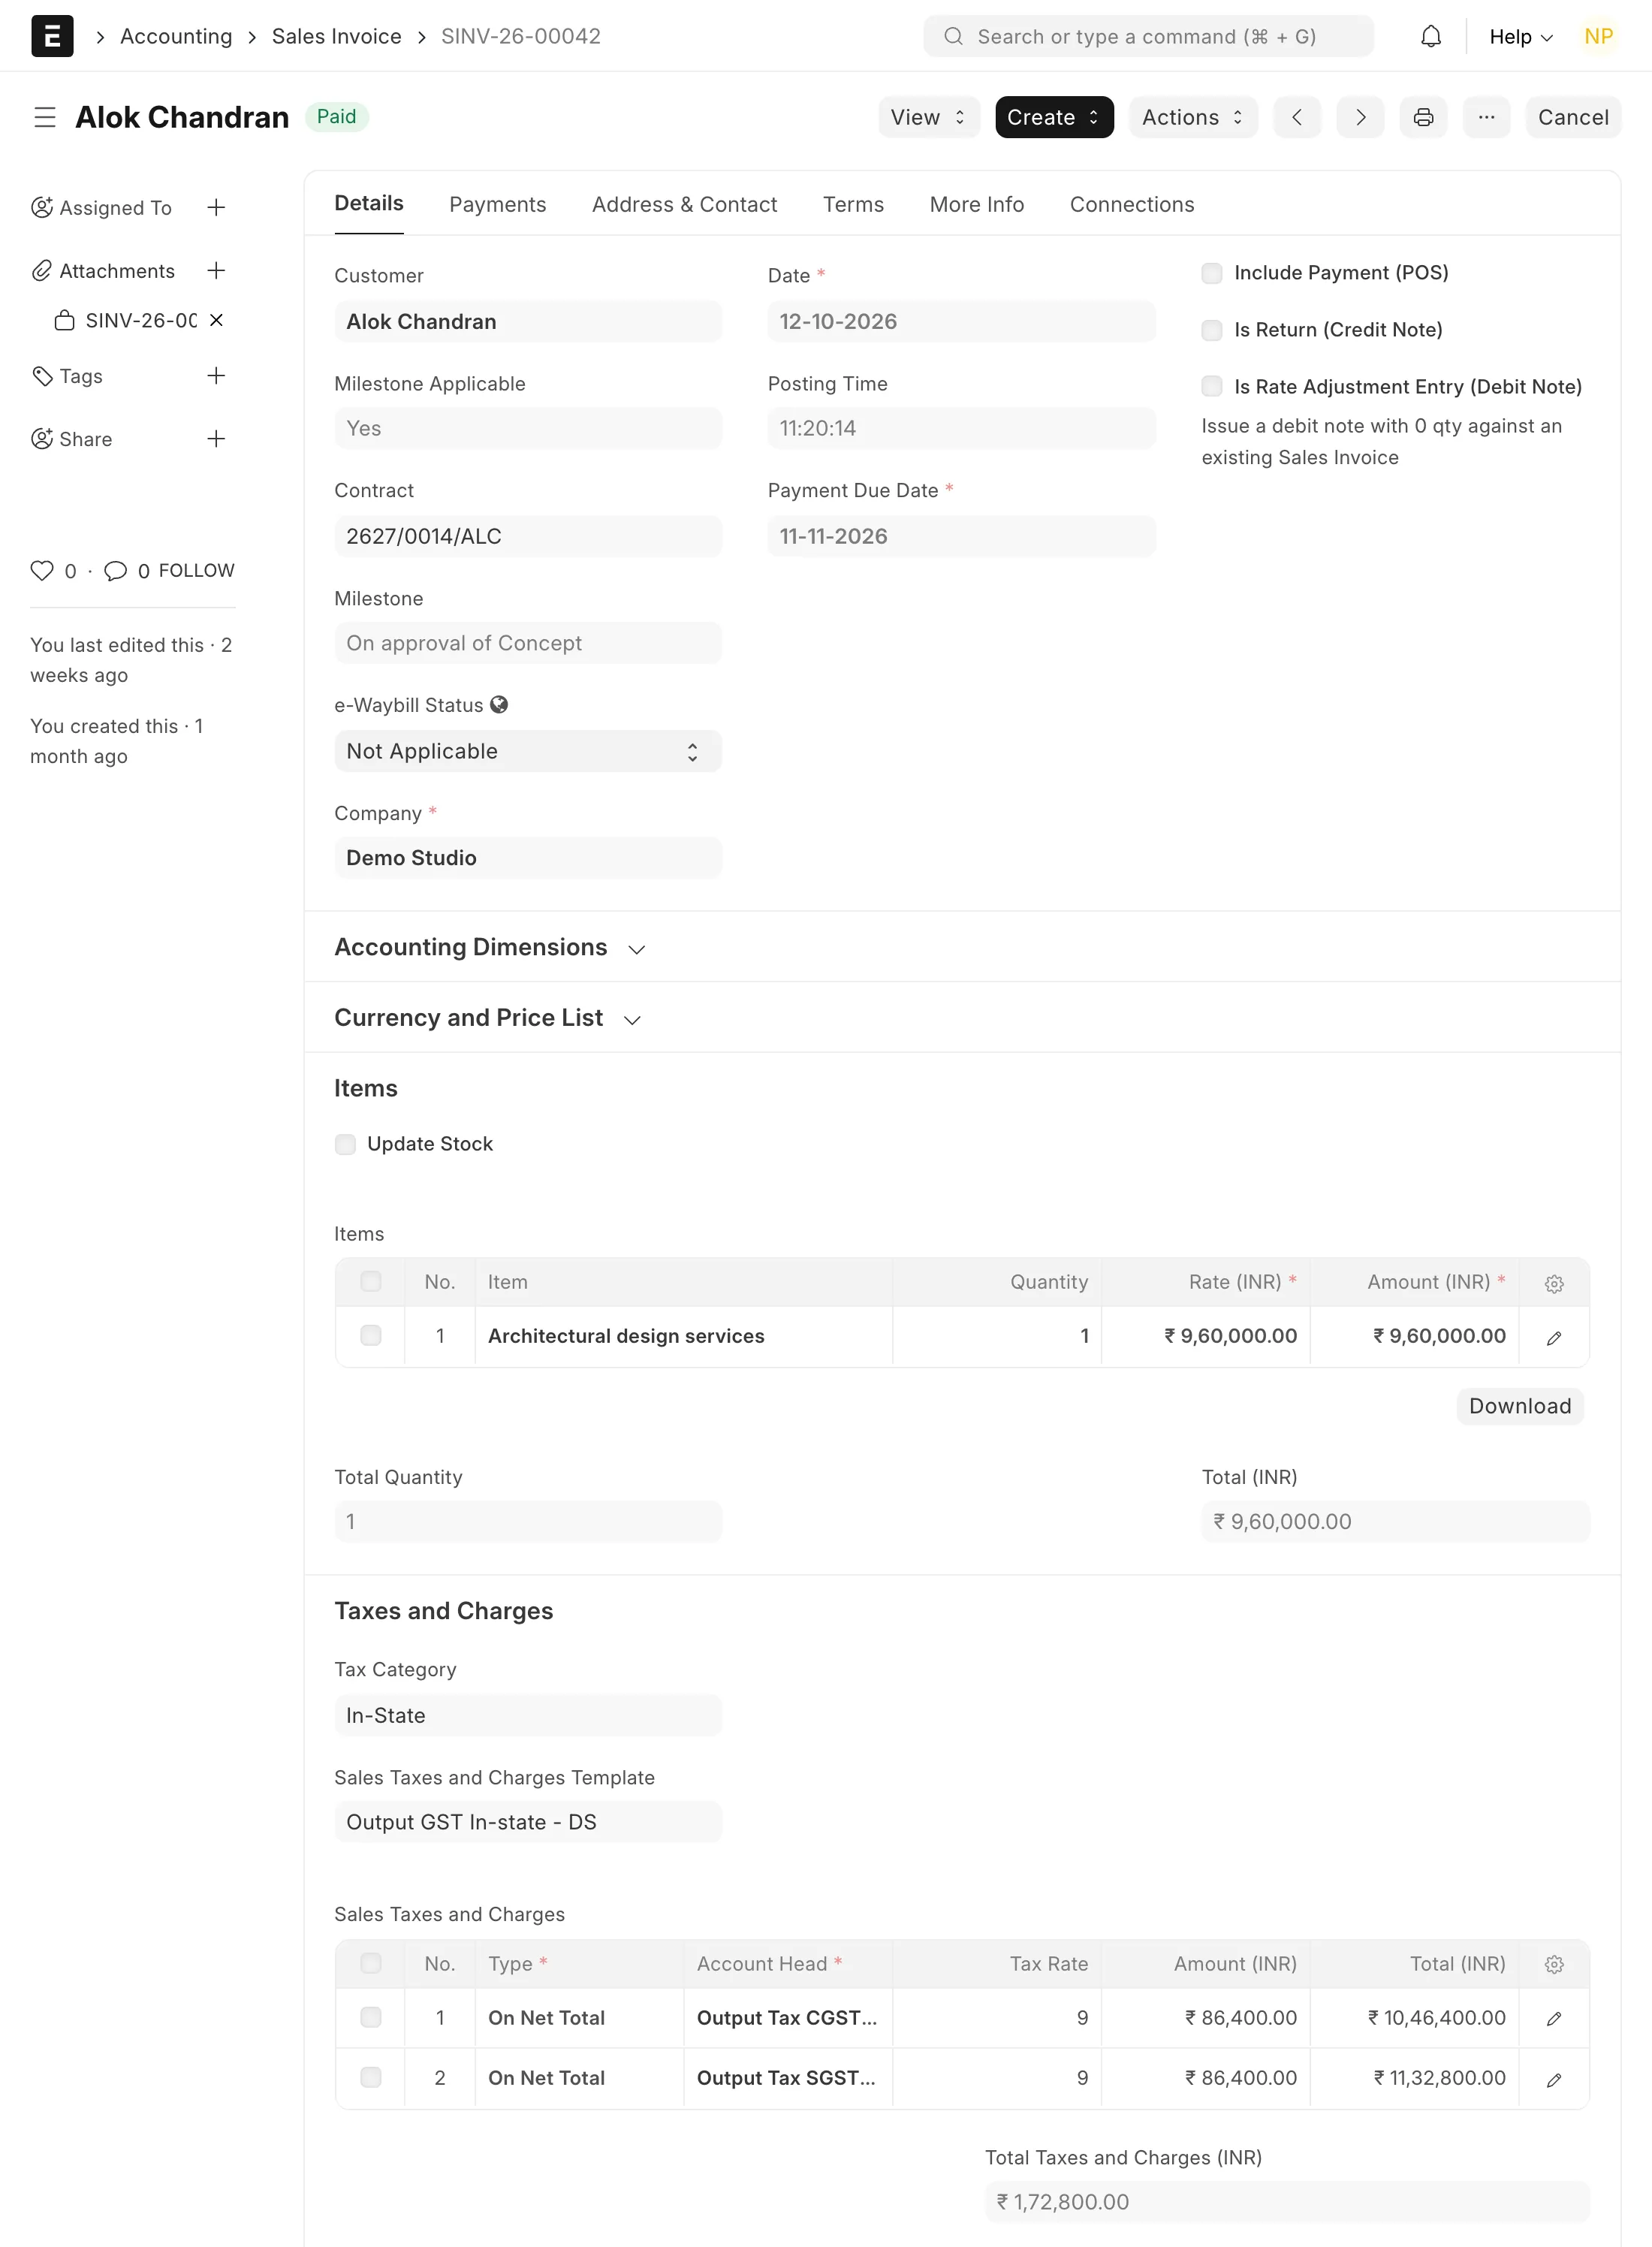 E > Accounting > Sales Invoice > SINV-26-00042
Search or type a command (⌘ + G)
Help
NP
Alok Chandran
Paid
View
Create
Actions
···
Cancel
Assigned To
Attachments
SINV-26-00
Tags
Share
0 · 0 FOLLOW
You last edited this · 2
weeks ago
You created this · 1
month ago
Details
Payments
Address & Contact
Terms
More Info
Connections
Customer
Alok Chandran
Milestone Applicable
Yes
Contract
2627/0014/ALC
Milestone
On approval of Concept
e-Waybill Status
Not Applicable
Company *
Demo Studio
Date *
12-10-2026
Posting Time
11:20:14
Payment Due Date *
11-11-2026
Include Payment (POS)
Is Return (Credit Note)
Is Rate Adjustment Entry (Debit Note)
Issue a debit note with 0 qty against an
existing Sales Invoice
Accounting Dimensions
Currency and Price List
Items
Update Stock
Items
No. Item Quantity Rate (INR) * Amount (INR) *
1 Architectural design services 1 ₹ 9,60,000.00 ₹ 9,60,000.00
Download
Total Quantity
1
Total (INR)
₹ 9,60,000.00
Taxes and Charges
Tax Category
In-State
Sales Taxes and Charges Template
Output GST In-state - DS
Sales Taxes and Charges
No. Type * Account Head * Tax Rate Amount (INR) Total (INR)
1 On Net Total Output Tax CGST... 9 ₹ 86,400.00 ₹ 10,46,400.00
2 On Net Total Output Tax SGST... 9 ₹ 86,400.00 ₹ 11,32,800.00
Total Taxes and Charges (INR)
₹ 1,72,800.00